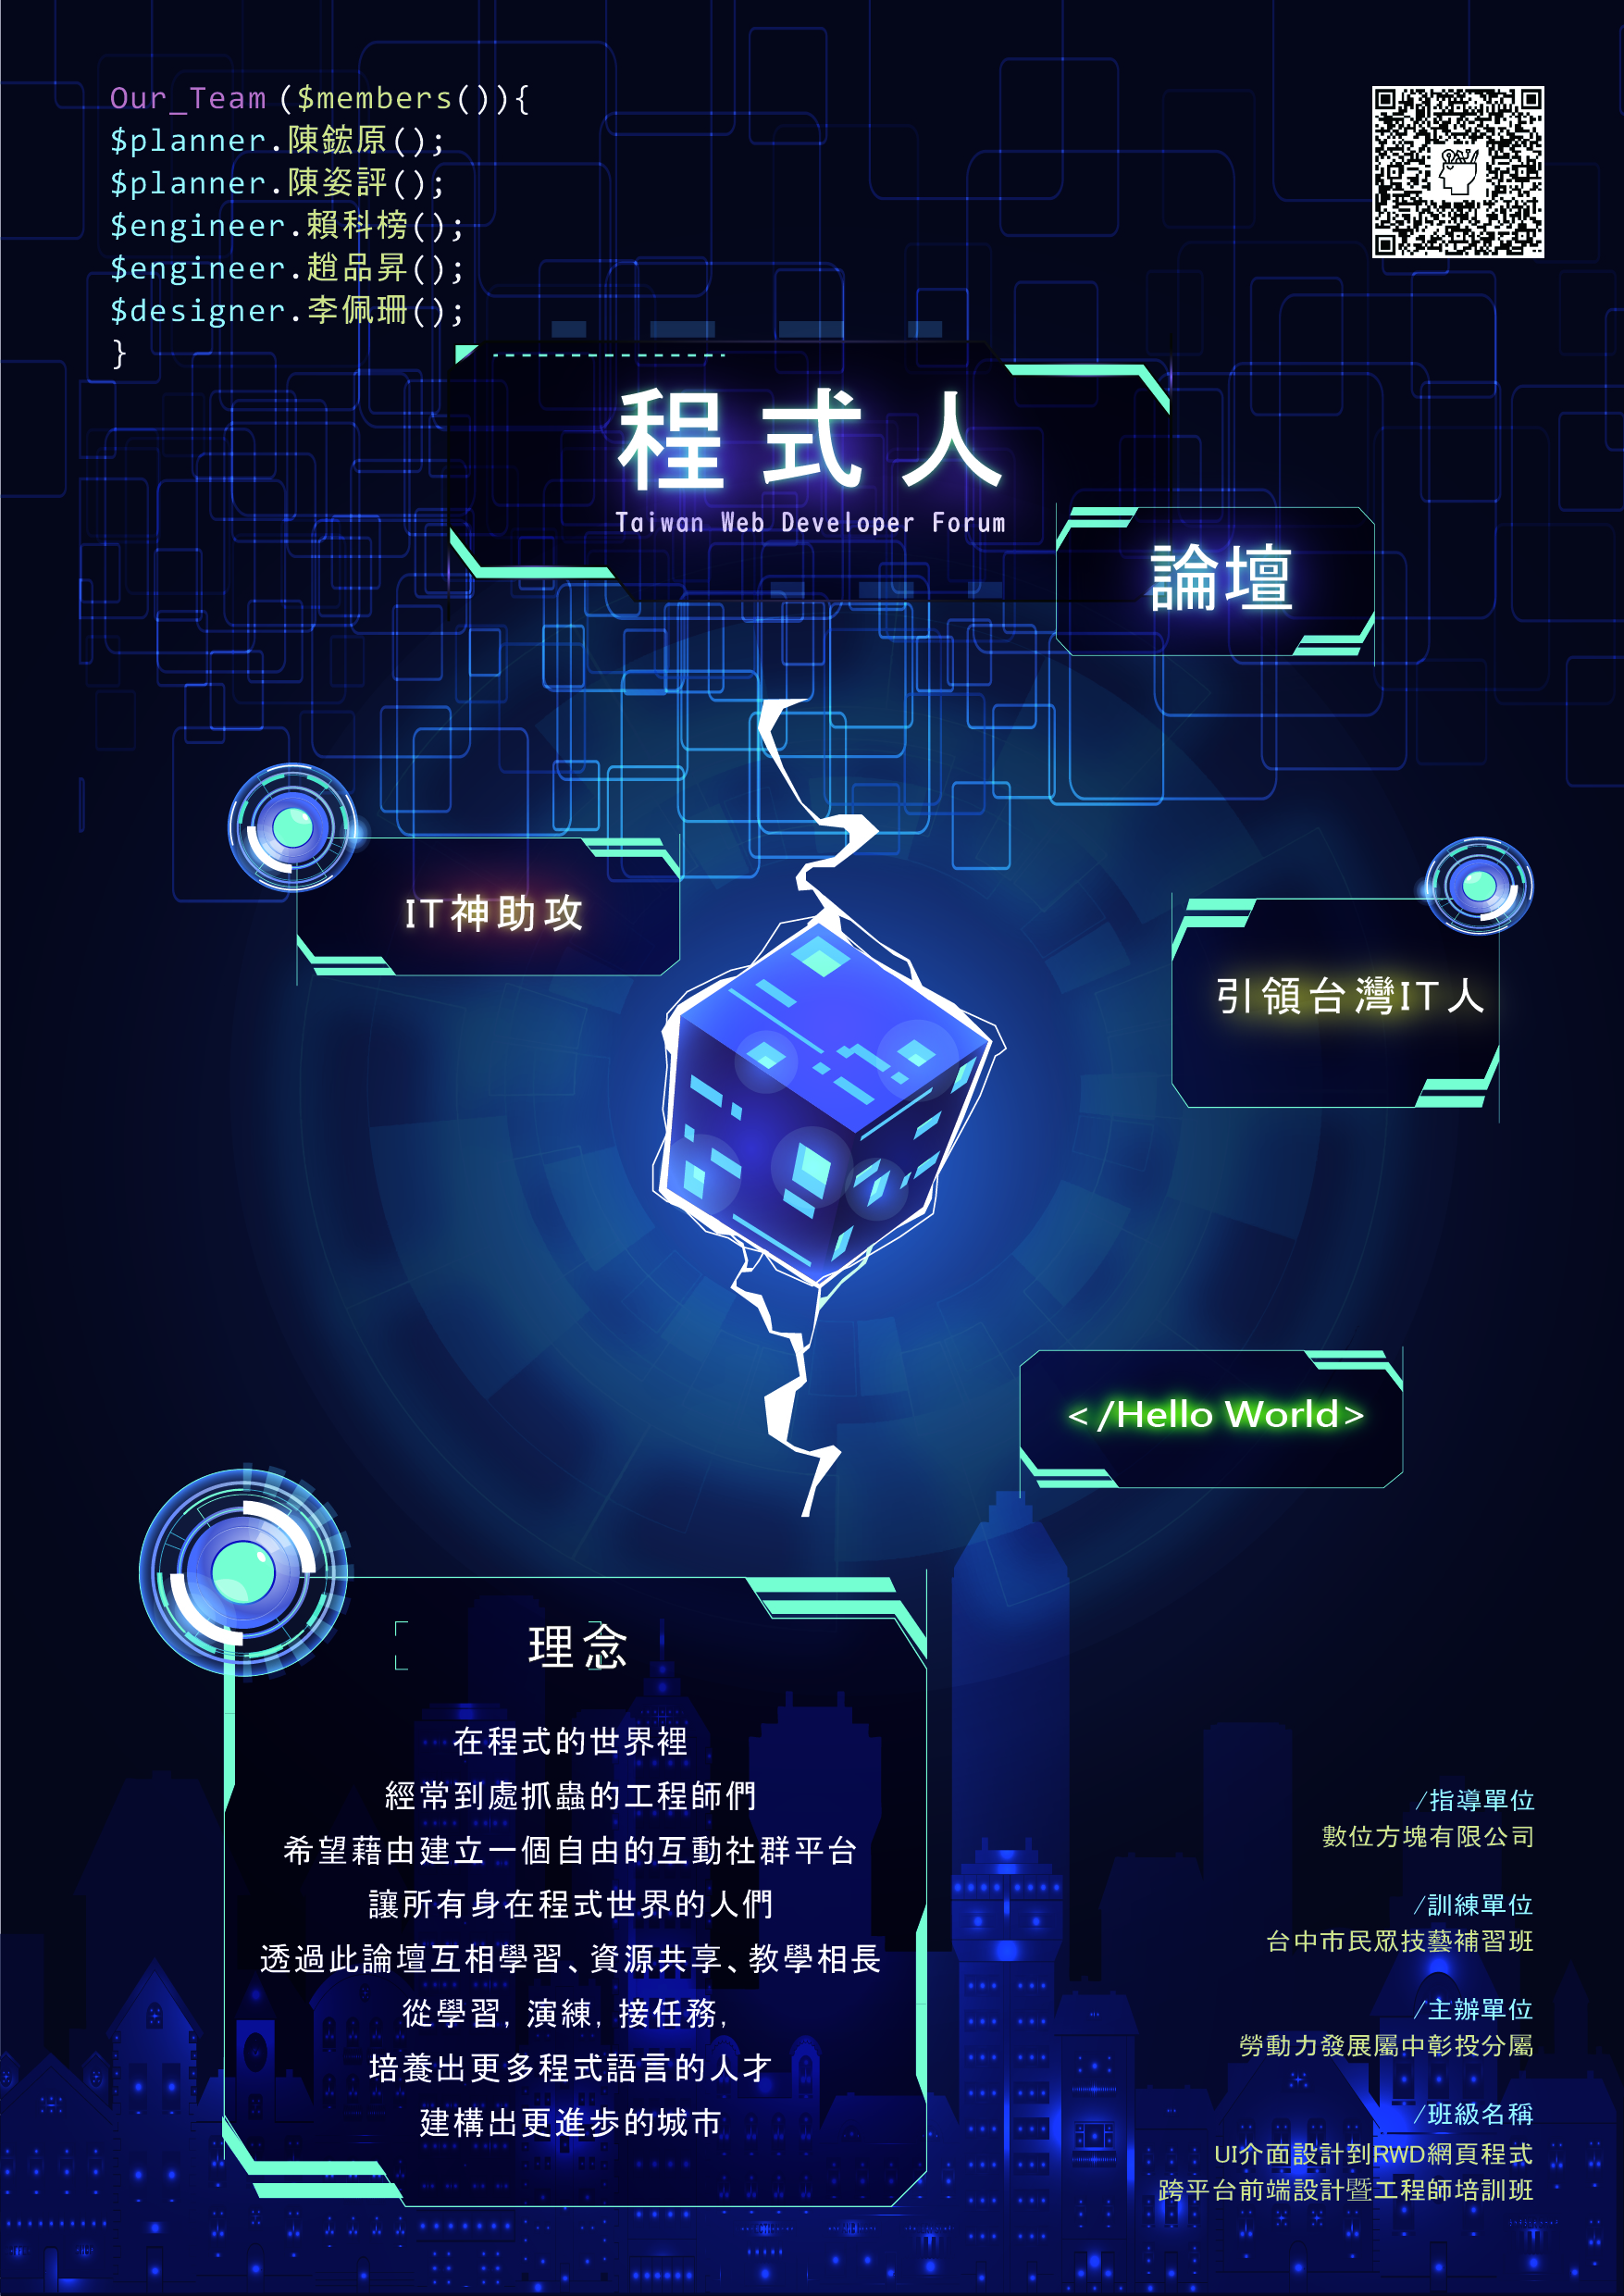 Our_Team ($members()){
$planner.陳鋐原();
$planner.陳姿評();
$engineer.賴科榜();
$engineer.趙品昇();
$designer.李佩珊();
}
程式人
Taiwan Web Developer Forum
論壇
IT神助攻
引領台灣IT人
</Hello World>
理念
在程式的世界裡
經常到處抓蟲的工程師們
希望藉由建立一個自由的互動社群平台
讓所有身在程式世界的人們
透過此論壇互相學習、資源共享、教學相長
從學習, 演練, 接任務,
培養出更多程式語言的人才
建構出更進步的城市
/指導單位
數位方塊有限公司
/訓練單位
台中市民眾技藝補習班
/主辦單位
勞動力發展屬中彰投分屬
/班級名稱
UI介面設計到RWD網頁程式
跨平台前端設計暨工程師培訓班